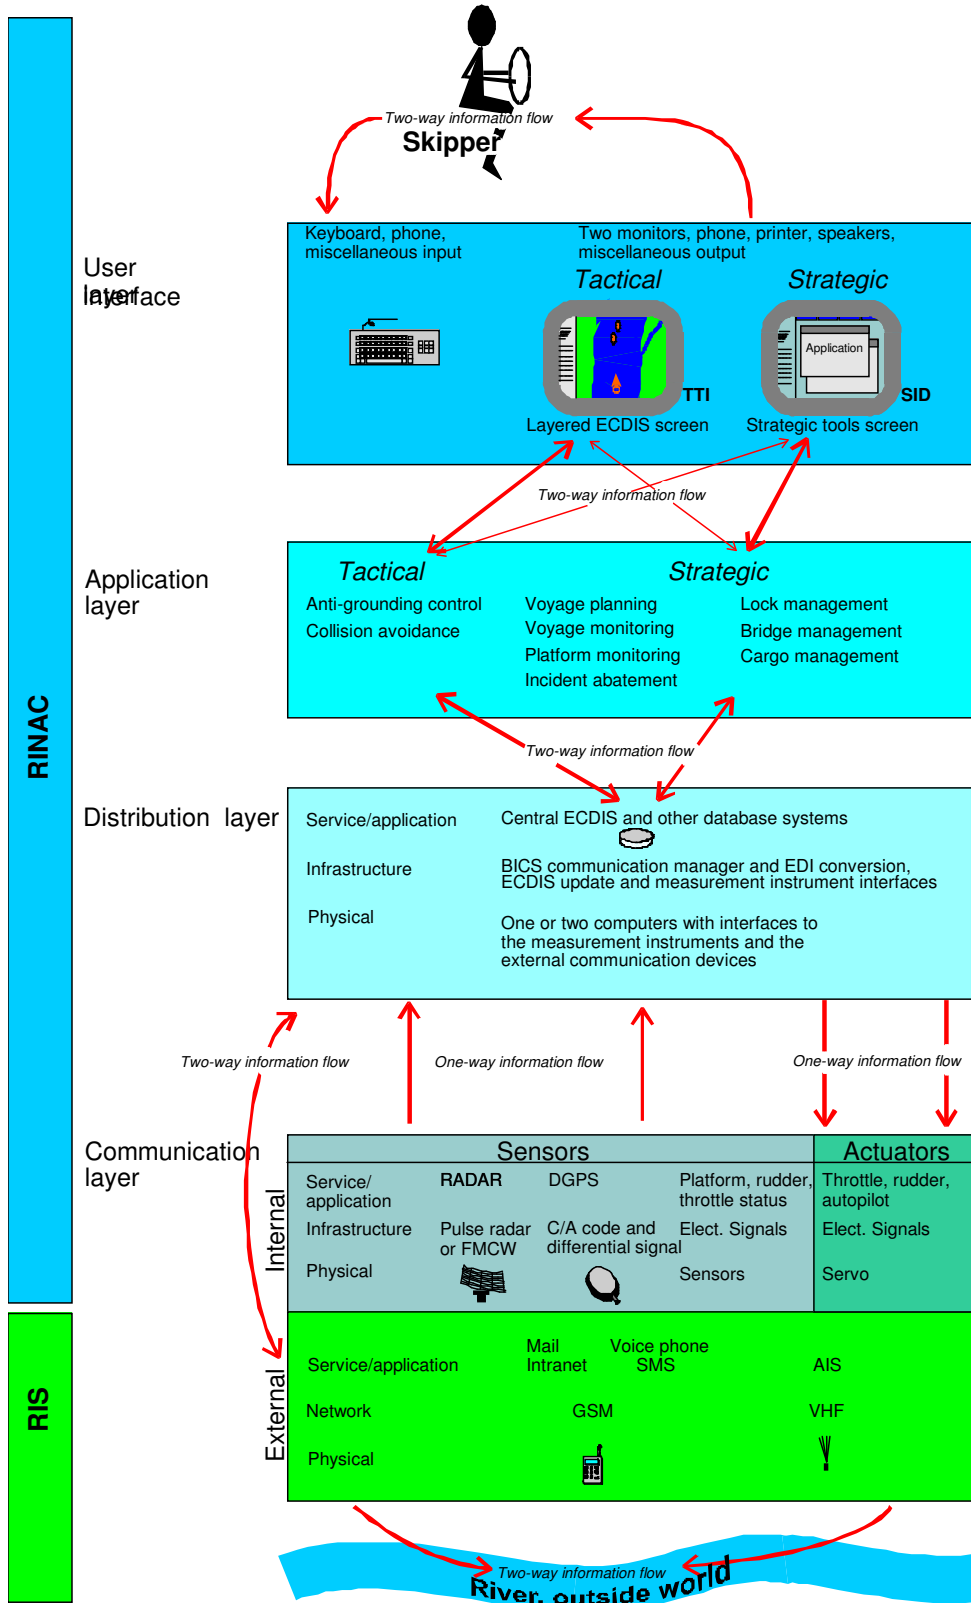 Two-way information flow
Skipper
Keyboard, phone,
miscellaneous input
Two monitors, phone, printer, speakers,
miscellaneous output
User
Interface
layer
Tactical
Strategic
Application
TTI
SID
Layered ECDIS screen
Strategic tools screen
Two-way information flow
Application
layer
Tactical
Strategic
Anti-grounding control
Collision avoidance
Voyage planning
Voyage monitoring
Platform monitoring
Incident abatement
Lock management
Bridge management
Cargo management
RINAC
Two-way information flow
Distribution layer
Service/application
Central ECDIS and other database systems
Infrastructure
BICS communication manager and EDI conversion,
ECDIS update and measurement instrument interfaces
Physical
One or two computers with interfaces to
the measurement instruments and the
external communication devices
Two-way information flow
One-way information flow
One-way information flow
Communication
layer
Sensors
Actuators
Internal
Service/
application
RADAR
DGPS
Platform, rudder,
throttle status
Throttle, rudder,
autopilot
Infrastructure
Pulse radar
or FMCW
C/A code and
differential signal
Elect. Signals
Elect. Signals
Physical
Sensors
Servo
RIS
External
Service/application
Mail
Intranet
Voice phone
SMS
AIS
Network
GSM
VHF
Physical
Two-way information flow
River, outside world